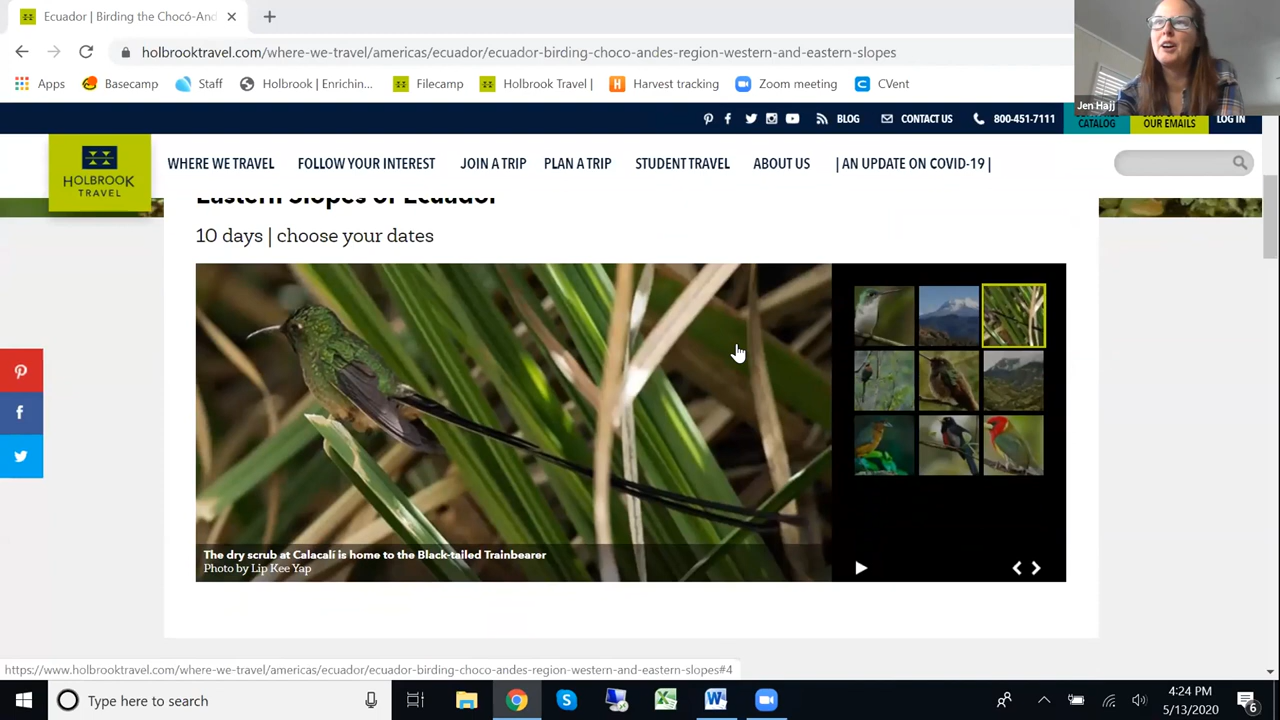 Ecuador | Birding the Chocó-And
holbrooktravel.com/where-we-travel/americas/ecuador/ecuador-birding-choco-andes-region-western-and-eastern-slopes
Apps Basecamp Staff Holbrook | Enrichin... Filecamp Holbrook Travel | Harvest tracking Zoom meeting CVent
Jen Hajj
BLOG CONTACT US 800-451-7111 CATALOG OUR EMAILS LOG IN
HOLBROOK
TRAVEL
WHERE WE TRAVEL FOLLOW YOUR INTEREST JOIN A TRIP PLAN A TRIP STUDENT TRAVEL ABOUT US | AN UPDATE ON COVID-19 |
Eastern Slopes of Ecuador
10 days | choose your dates
The dry scrub at Calacalí is home to the Black-tailed Trainbearer
Photo by Lip Kee Yap
https://www.holbrooktravel.com/where-we-travel/americas/ecuador/ecuador-birding-choco-andes-region-western-and-eastern-slopes#4
Type here to search
4:24 PM
5/13/2020
6